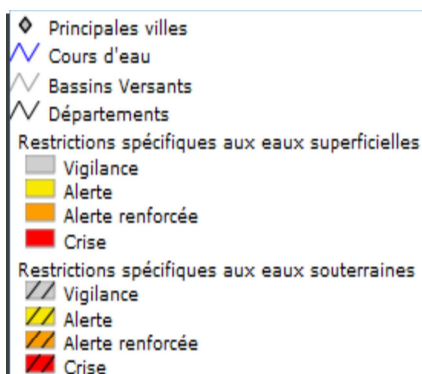 Principales villes
Cours d'eau
Bassins Versants
Départements
Restrictions spécifiques aux eaux superficielles
Vigilance
Alerte
Alerte renforcée
Crise
Restrictions spécifiques aux eaux souterraines
Vigilance
Alerte
Alerte renforcée
Crise